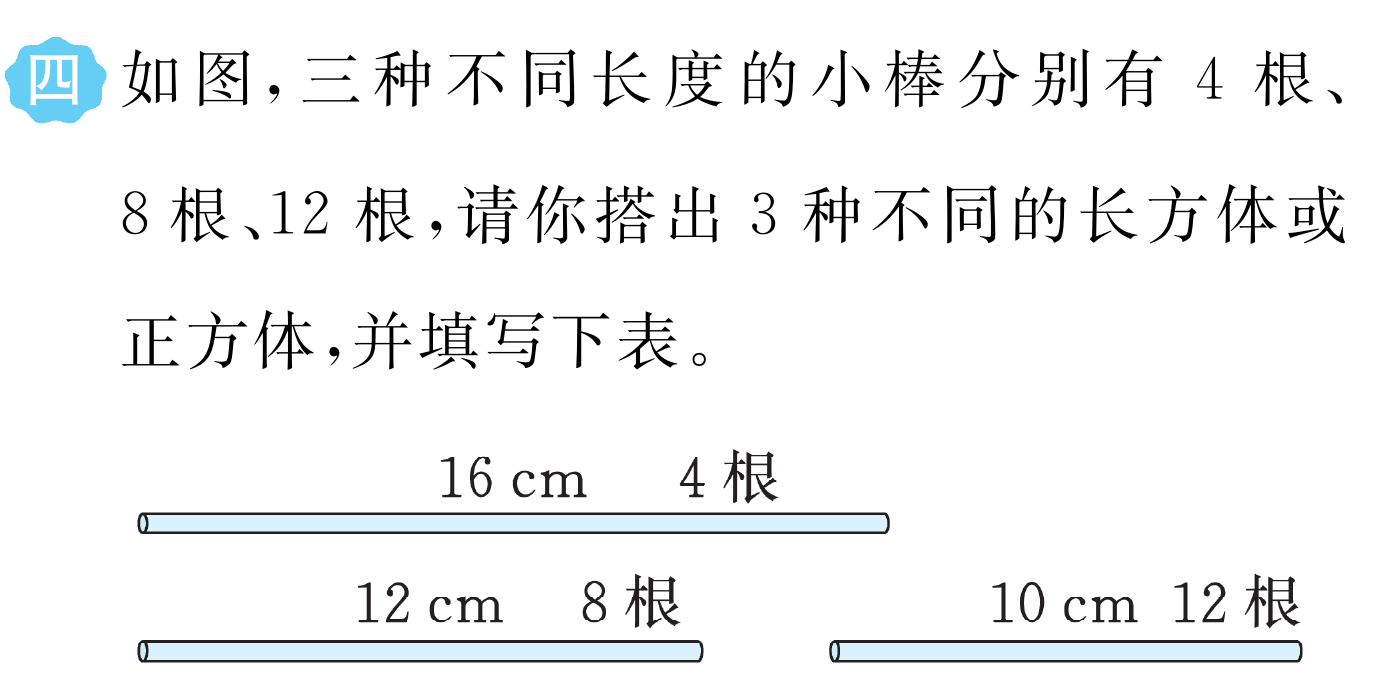 四 如图,三种不同长度的小棒分别有 4 根、
8 根、12 根,请你搭出 3 种不同的长方体或
正方体,并填写下表。
16 cm 4 根
12 cm 8 根 10 cm 12 根